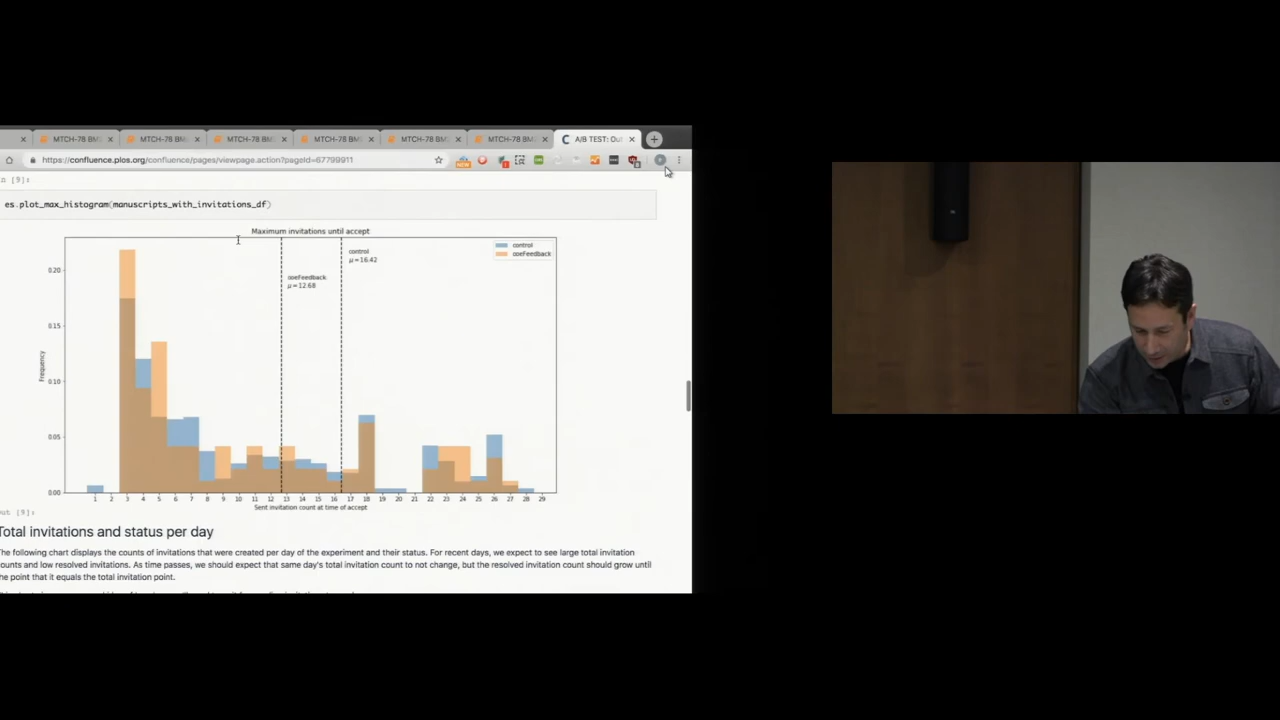 MTCH-78 BM
MTCH-78 BM
MTCH-78 BM
MTCH-78 BM
MTCH-78 BM
MTCH-78 BM
A/B TEST: Ou
https://confluence.plos.org/confluence/pages/viewpage.action?pageId=67799911
n [9]:
es.plot_max_histogram(manuscripts_with_invitations_df)
Maximum invitations until accept
control
μ=16.42
control
μ=12.68
0.20
0.15
0.10
0.05
0.00
Frequency
1 2 3 4 5 6 7 8 9 10 11 12 13 14 15 16 17 18 19 20 21 22 23 24 25 26 27 28 29
Sent invitation count at time of accept
ut [9]:
Total invitations and status per day
The following chart displays the counts of invitations that were created per day of the experiment and their status. For recent days, we expect to see large total invitation
counts and low resolved invitations. As time passes, we should expect that same day's total invitation count to not change, but the resolved invitation count should grow until
the point that it equals the total invitation point.